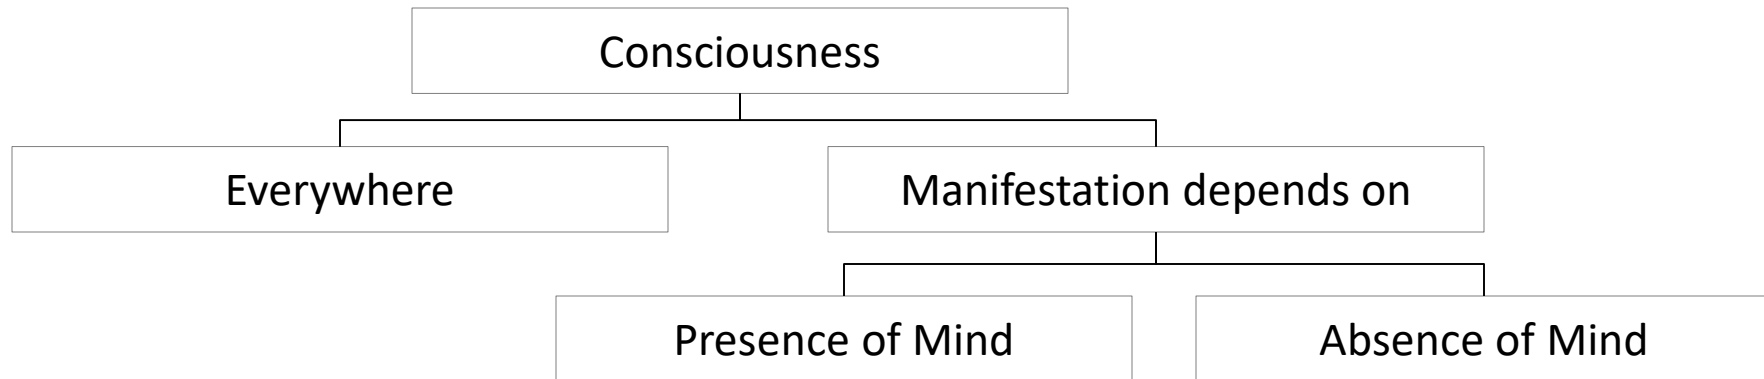 Consciousness
Everywhere
Manifestation depends on
Presence of Mind
Absence of Mind